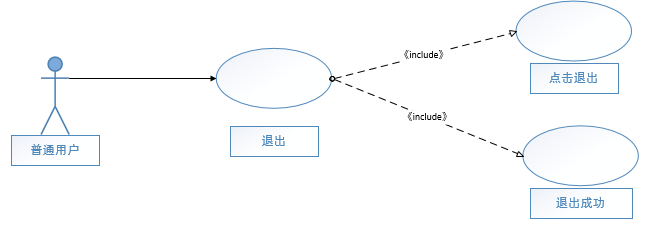 《include》
点击退出
普通用户
退出
《include》
退出成功